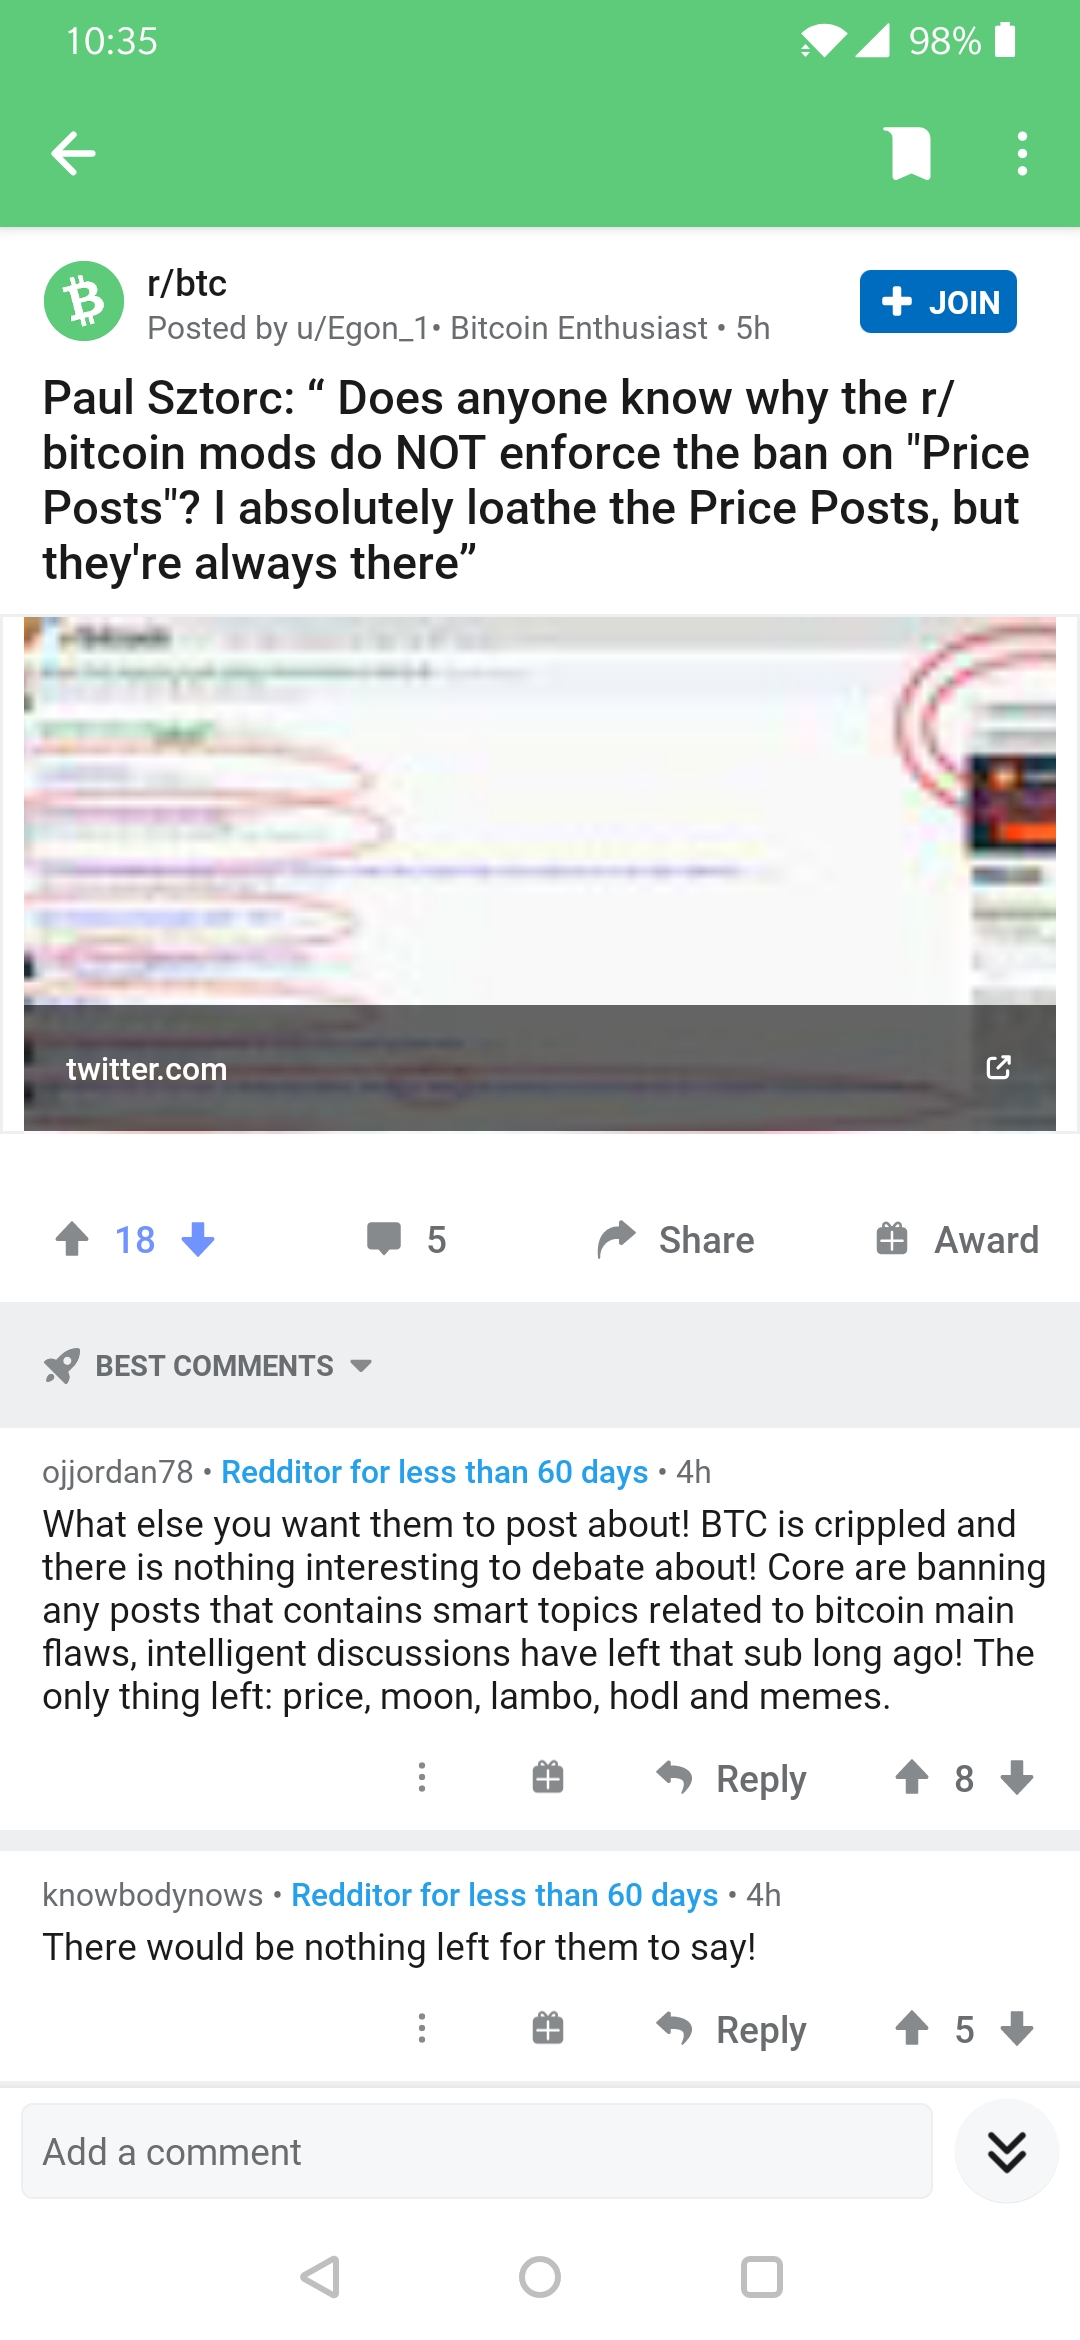 10:35
98%
r/btc
Posted by u/Egon_1• Bitcoin Enthusiast • 5h
JOIN
Paul Sztorc: “ Does anyone know why the r/
bitcoin mods do NOT enforce the ban on "Price
Posts"? I absolutely loathe the Price Posts, but
they're always there”
twitter.com
18
5
Share
Award
BEST COMMENTS
ojjordan78 • Redditor for less than 60 days • 4h
What else you want them to post about! BTC is crippled and
there is nothing interesting to debate about! Core are banning
any posts that contains smart topics related to bitcoin main
flaws, intelligent discussions have left that sub long ago! The
only thing left: price, moon, lambo, hodl and memes.
Reply
8
knowbodynows • Redditor for less than 60 days • 4h
There would be nothing left for them to say!
Reply
5
Add a comment